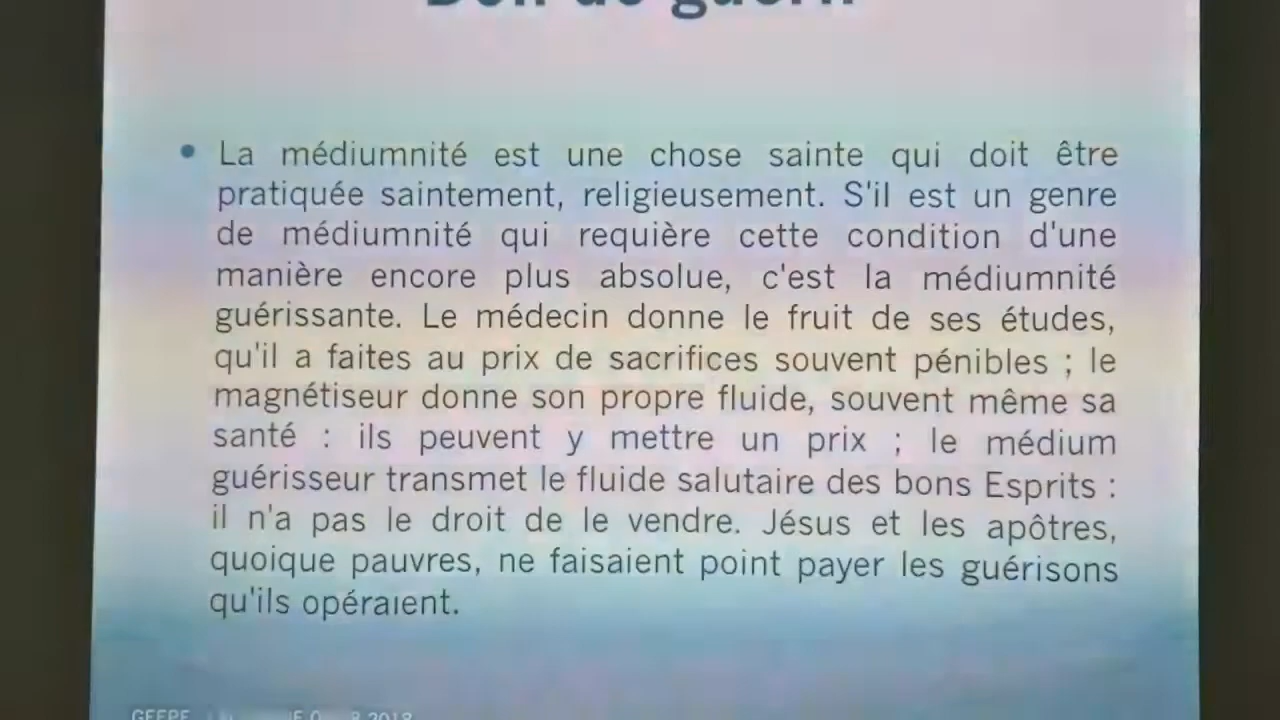 de
• La médiumnité est une chose sainte qui doit être
pratiquée saintement, religieusement. S'il est un genre
de médiumnité qui requière cette condition d'une
manière encore plus absolue, c'est la médiumnité
guérissante. Le médecin donne le fruit de ses études,
qu'il a faites au prix de sacrifices souvent pénibles ; le
magnétiseur donne son propre fluide, souvent même sa
santé : ils peuvent y mettre un prix ; le médium
guérisseur transmet le fluide salutaire des bons Esprits :
il n'a pas le droit de le vendre. Jésus et les apôtres,
quoique pauvres, ne faisaient point payer les guérisons
qu'ils opéraient.
2018